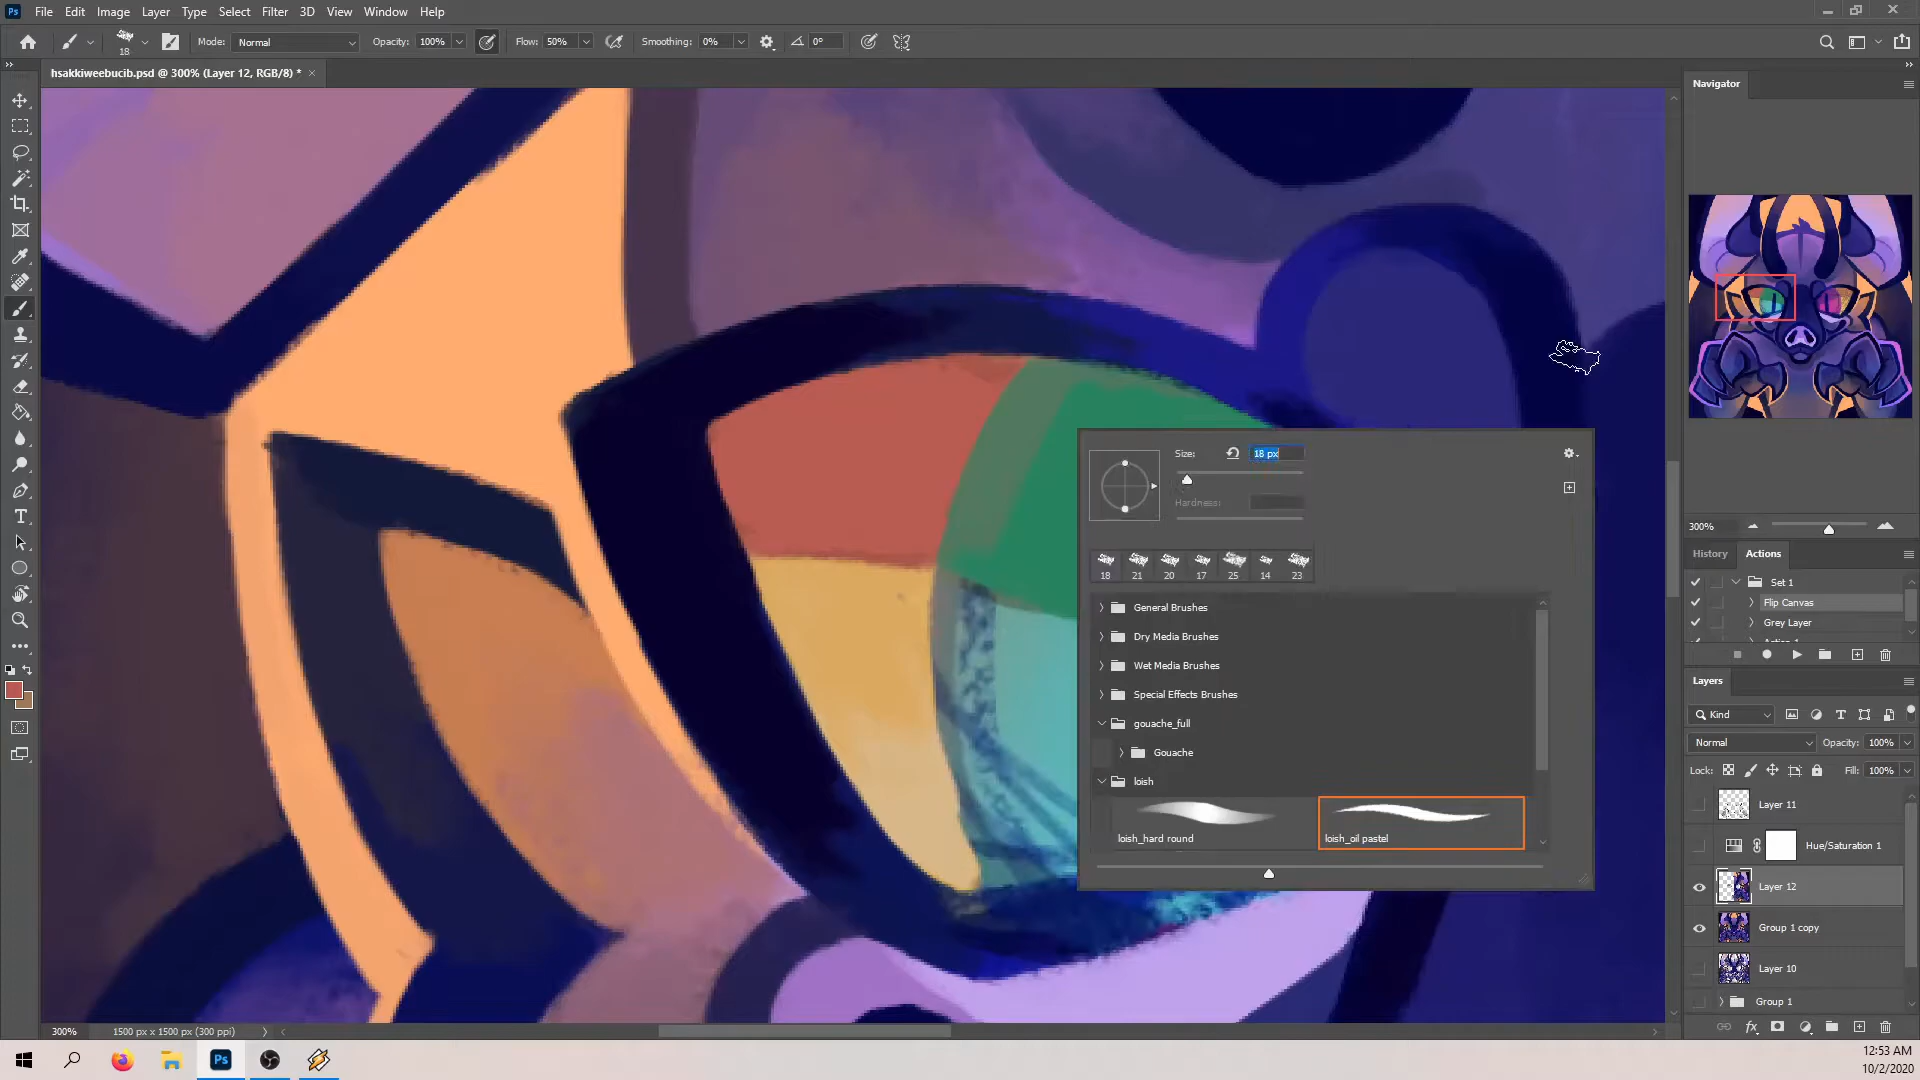 Ps File Edit Image Layer Type Select Filter 3D View Window Help
18 Mode: Normal Opacity: 100% Flow: 50% Smoothing: 0% 0°
hsakkiweebucib.psd @ 300% (Layer 12, RGB/8) * ×
Navigator
300%
History Actions
Set 1
Flip Canvas
Grey Layer
Layers
Kind
Normal Opacity: 100%
Lock: Fill: 100%
Layer 11
Hue/Saturation 1
Layer 12
Group 1 copy
Layer 10
Group 1
Size: 18 px
Hardness:
18 21 20 17 25 14 23
General Brushes
Dry Media Brushes
Wet Media Brushes
Special Effects Brushes
gouache_full
Gouache
loish
loish_hard round loish_oil pastel
300% 1500 px x 1500 px (300 ppi)
Ps
12:53 AM
10/2/2020